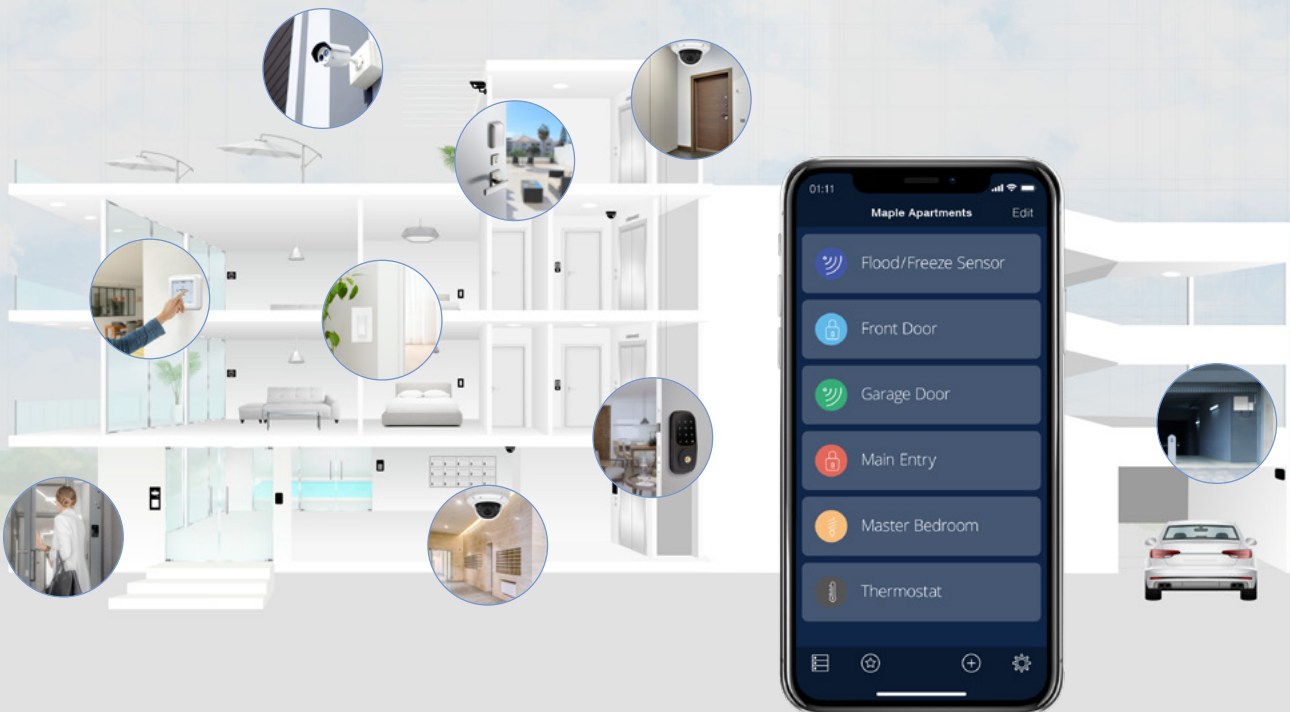 01:11
Maple Apartments
Edit
Flood/Freeze Sensor
Front Door
Garage Door
Main Entry
Master Bedroom
Thermostat